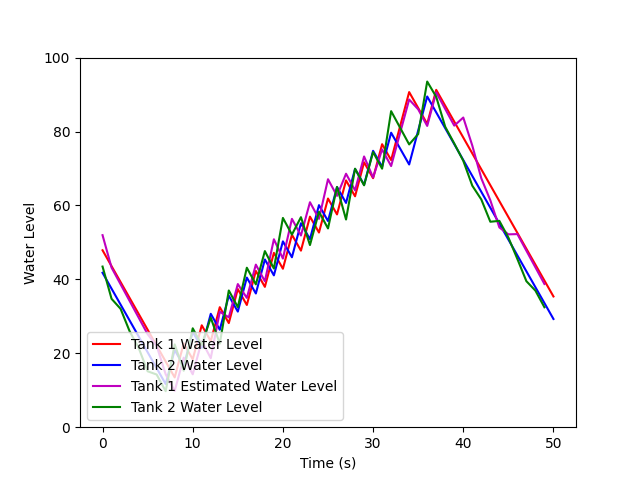 100
80
60
40
20
0
Water Level
Tank 1 Water Level
Tank 2 Water Level
Tank 1 Estimated Water Level
Tank 2 Water Level
0 10 20 30 40 50
Time (s)